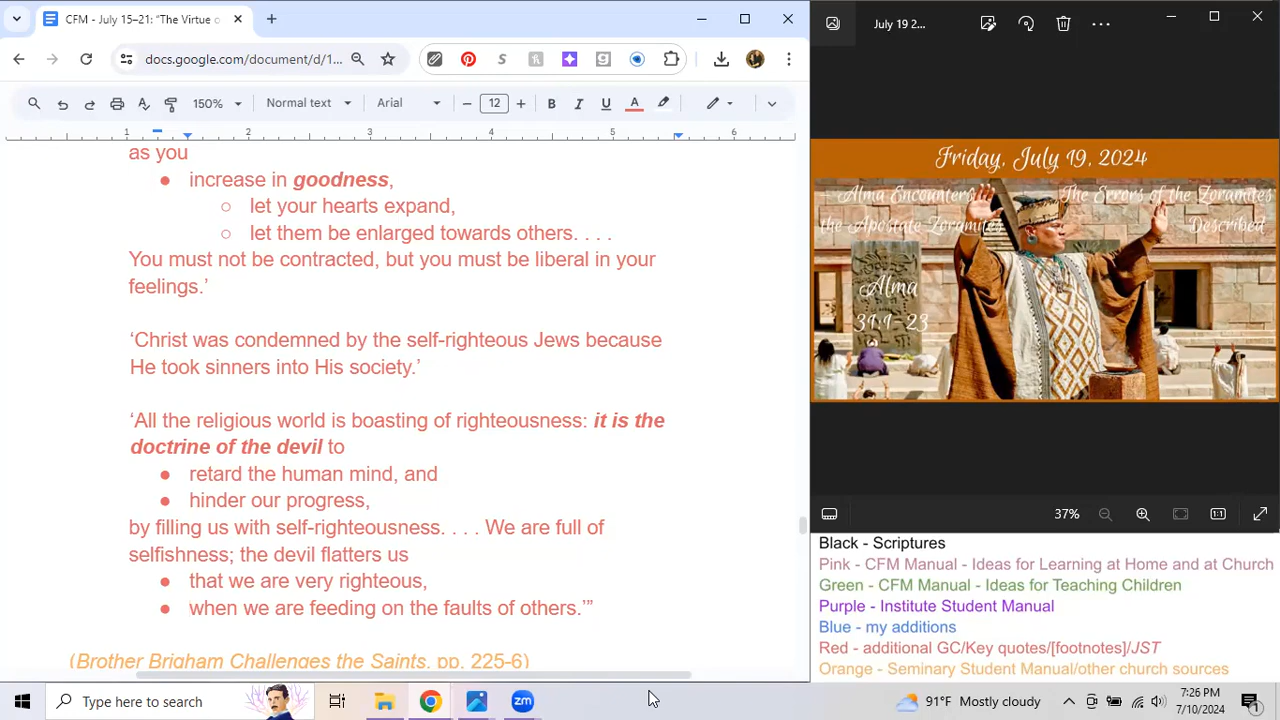 CFM - July 15–21: "The Virtue o
docs.google.com/document/d/1...
150%
Normal text
Arial
12
B I U A
1 2 3 4 5 6
as you
● increase in goodness,
○ let your hearts expand,
○ let them be enlarged towards others. . . .
You must not be contracted, but you must be liberal in your
feelings.’
‘Christ was condemned by the self-righteous Jews because
He took sinners into His society.’
‘All the religious world is boasting of righteousness: it is the
doctrine of the devil to
● retard the human mind, and
● hinder our progress,
by filling us with self-righteousness. . . . We are full of
selfishness; the devil flatters us
● that we are very righteous,
● when we are feeding on the faults of others.’”
(Brother Brigham Challenges the Saints, pp. 225-6)
July 19 2...
Friday, July 19, 2024
Alma Encounters
the Apostate Zoramites
The Errors of the Zoramites
Described
Alma
31:1-23
37%
1:1
Black - Scriptures
Pink - CFM Manual - Ideas for Learning at Home and at Church
Green - CFM Manual - Ideas for Teaching Children
Purple - Institute Student Manual
Blue - my additions
Red - additional GC/Key quotes/[footnotes]/JST
Orange - Seminary Student Manual/other church sources
Type here to search
zm
91°F Mostly cloudy
7:26 PM
7/10/2024
1